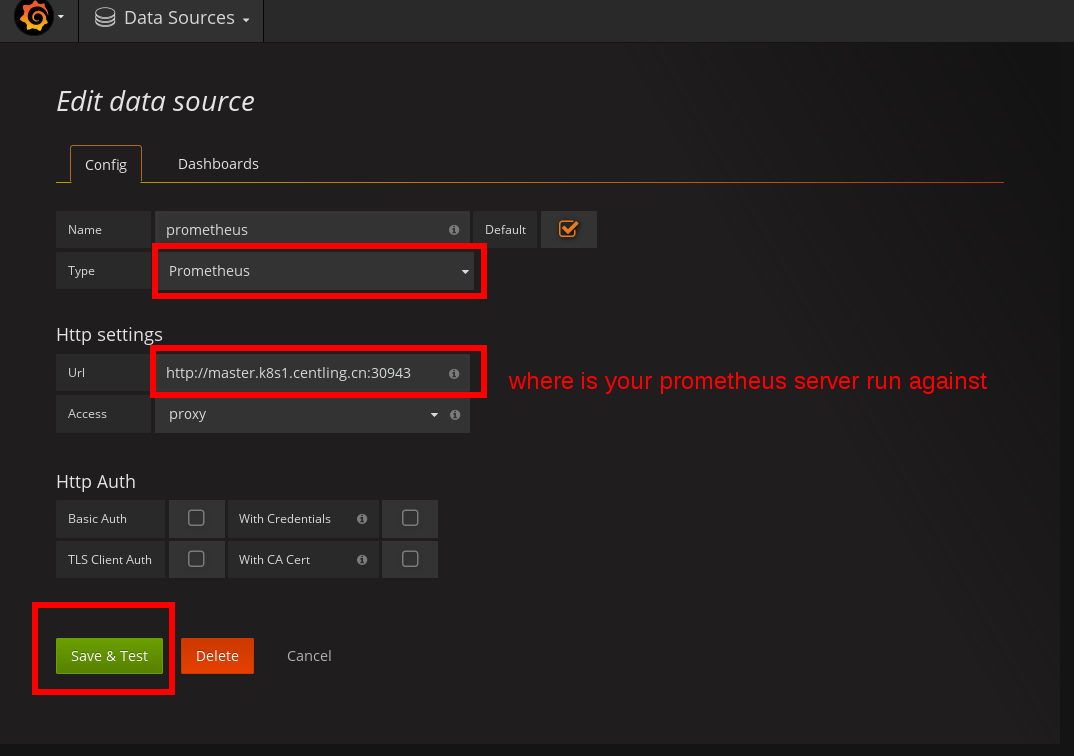 Data Sources
Edit data source
Config Dashboards
Name prometheus Default
Type Prometheus
Http settings
Url http://master.k8s1.centling.cn:30943
where is your prometheus server run against
Access proxy
Http Auth
Basic Auth With Credentials
TLS Client Auth With CA Cert
Save & Test Delete Cancel